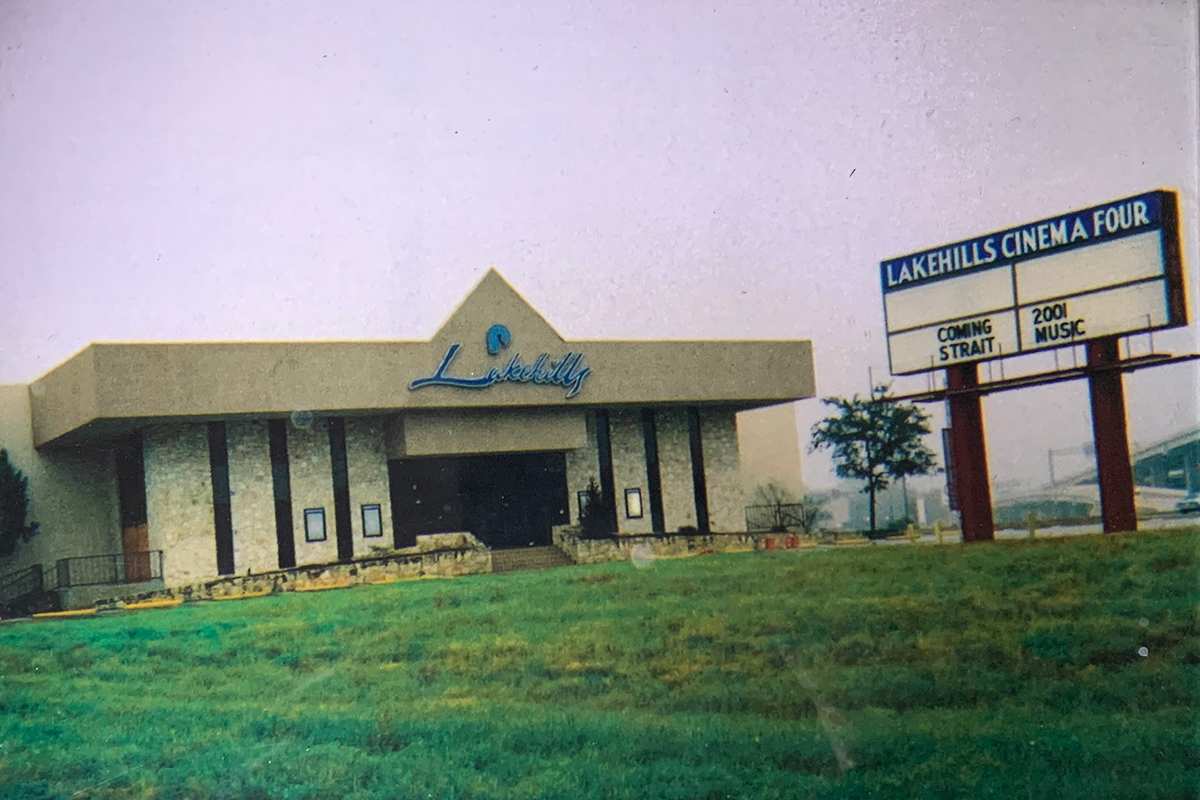 Lakehills
LAKEHILLS CINEMA FOUR
COMING
STRAIT
2001
MUSIC